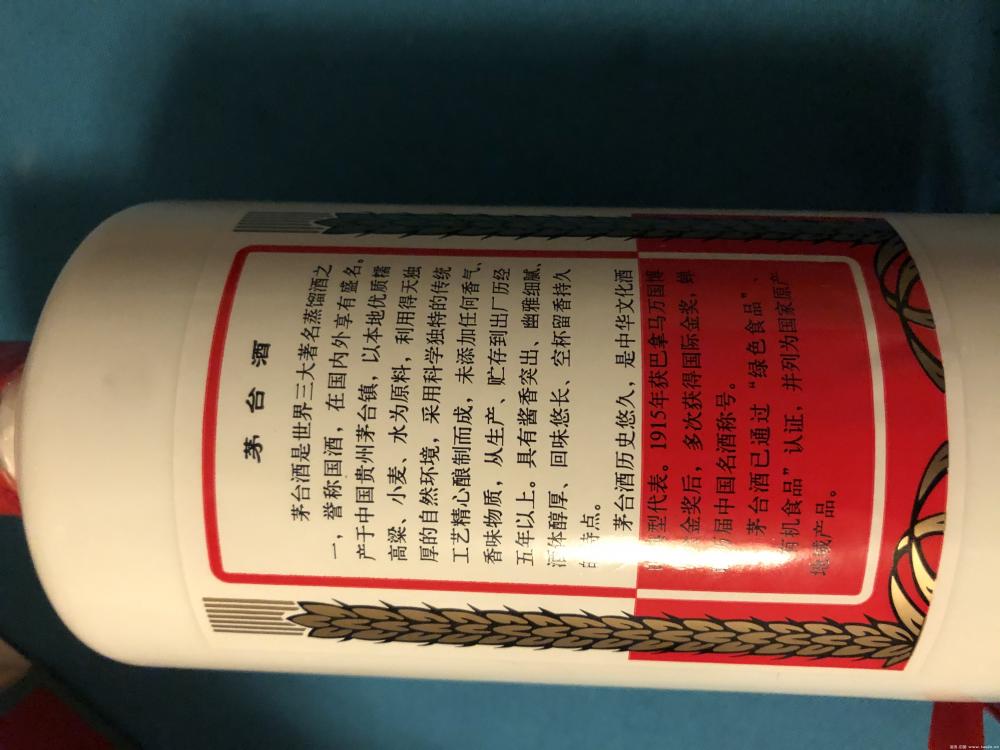 茅台酒
茅台酒是世界三大著名蒸馏酒之
一，誉称国酒，在国内外享有盛名。
产于中国贵州茅台镇，以本地优质糯
高粱、小麦、水为原料，利用得天独
厚的自然环境，采用科学独特的传统
工艺精心酿制而成，未添加任何香气、
香味物质，从生产、贮存到出厂历经
五年以上。具有酱香突出、幽雅细腻、
酒体醇厚、回味悠长、空杯留香持久
的特点。
茅台酒历史悠久，是中华文化酒
典型代表。1915年获巴拿马万国博
金奖后，多次获得国际金奖，蝉
历届中国名酒称号。
茅台酒已通过“绿色食品”、
有机食品”认证，并列为国家原产
地域产品。